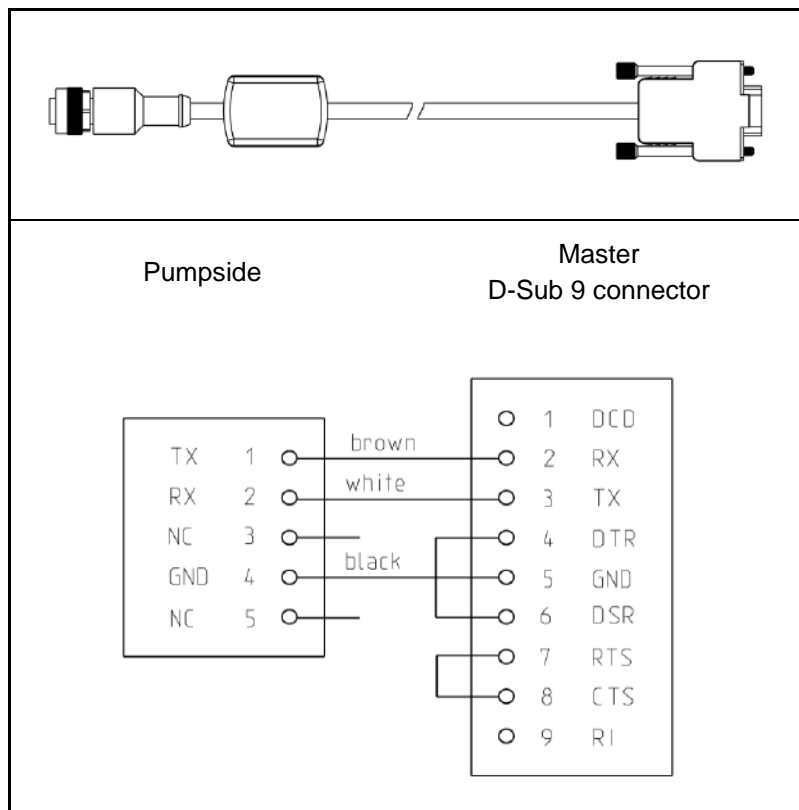 Pumpside
Master
D-Sub 9 connector
TX 1
RX 2
NC 3
GND 4
NC 5
brown
white
black
1 DCD
2 RX
3 TX
4 DTR
5 GND
6 DSR
7 RTS
8 CTS
9 RI